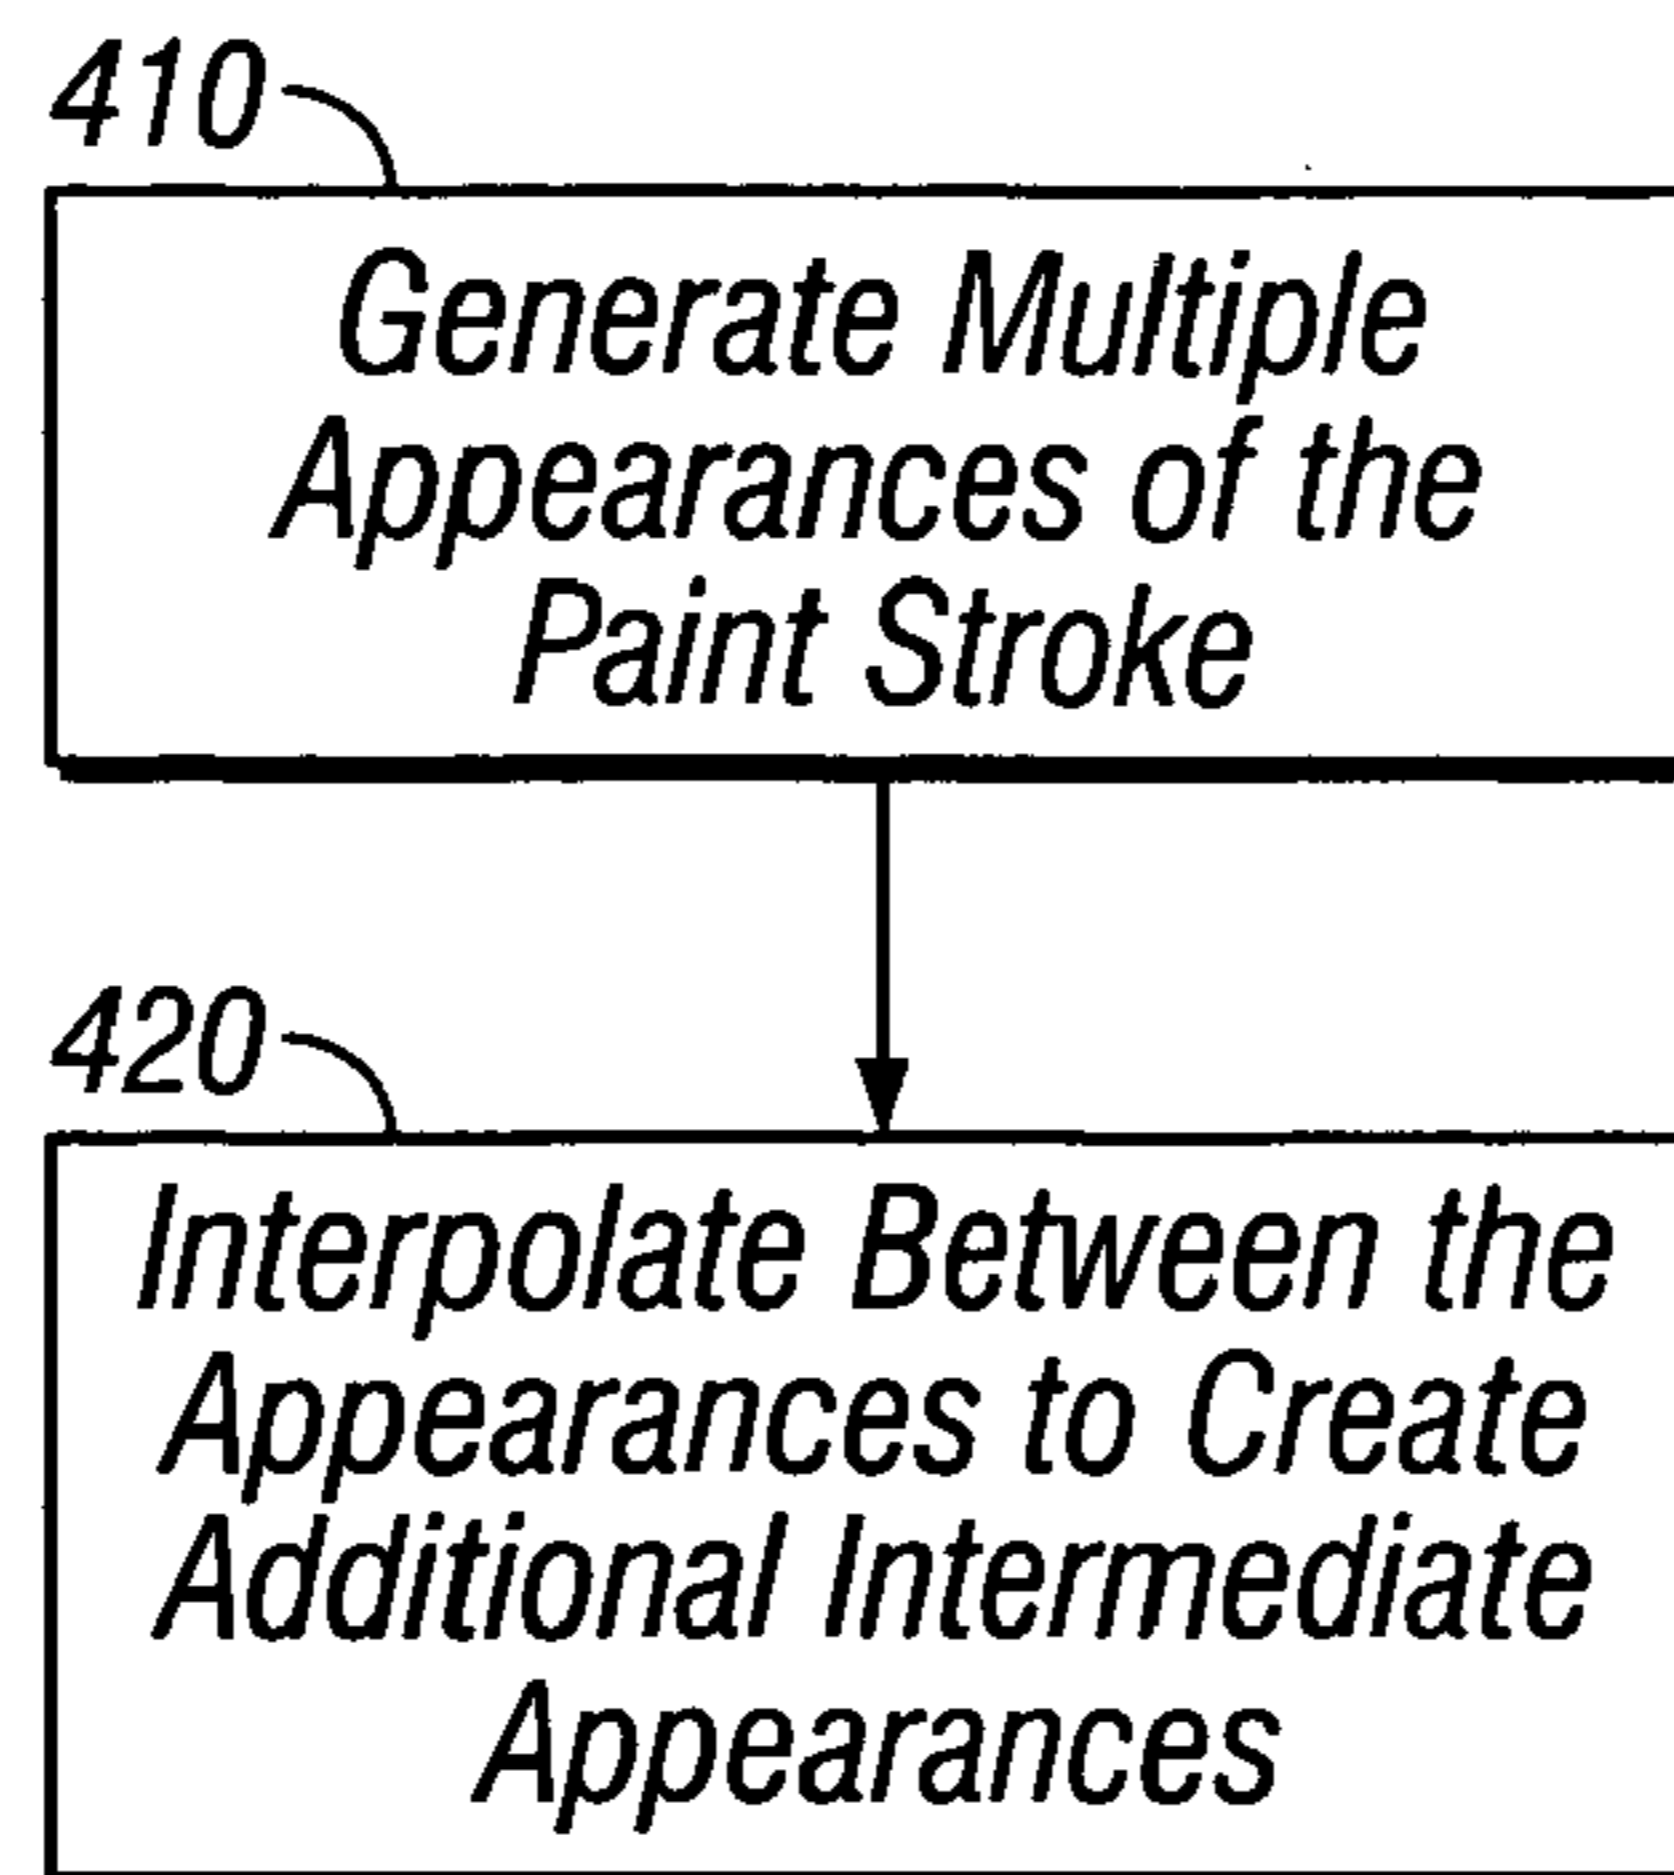 410
Generate Multiple
Appearances of the
Paint Stroke
420
Interpolate Between the
Appearances to Create
Additional Intermediate
Appearances